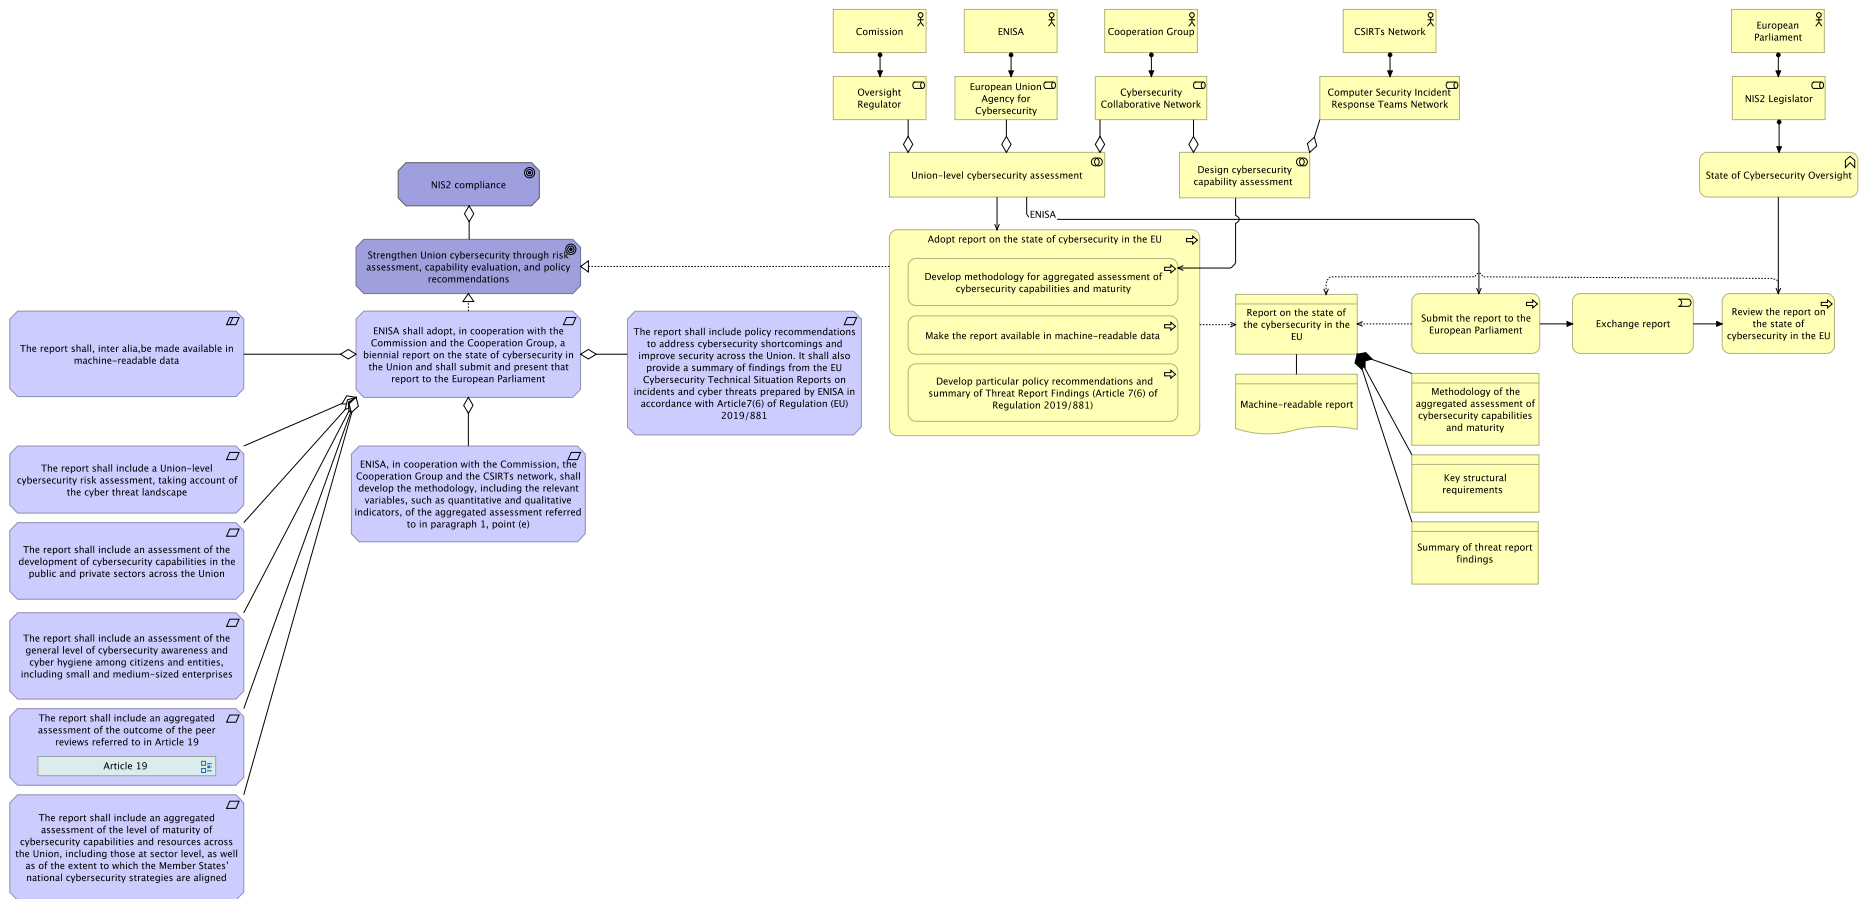 Comission
ENISA
Cooperation Group
CSIRTs Network
European
Parliament
Oversight
Regulator
European Union
Agency for
Cybersecurity
Cybersecurity
Collaborative Network
Computer Security Incident
Response Teams Network
NIS2 Legislator
Union-level cybersecurity assessment
Design cybersecurity
capability assessment
State of Cybersecurity Oversight
NIS2 compliance
ENISA
Strengthen Union cybersecurity through risk
assessment, capability evaluation, and policy
recommendations
Adopt report on the state of cybersecurity in the EU
Develop methodology for aggregated assessment of
cybersecurity capabilities and maturity
Make the report available in machine-readable data
Develop particular policy recommendations and
summary of Threat Report Findings (Article 7(6) of
Regulation 2019/881)
Report on the state of
the cybersecurity in the
EU
Submit the report to the
European Parliament
Exchange report
Review the report on
the state of
cybersecurity in the EU
Machine-readable report
Methodology of the
aggregated assessment of
cybersecurity capabilities
and maturity
Key structural
requirements
Summary of threat report
findings
The report shall, inter alia,be made available in
machine-readable data
ENISA shall adopt, in cooperation with the
Commission and the Cooperation Group, a
biennial report on the state of cybersecurity in
the Union and shall submit and present that
report to the European Parliament
The report shall include policy recommendations
to address cybersecurity shortcomings and
improve security across the Union. It shall also
provide a summary of findings from the EU
Cybersecurity Technical Situation Reports on
incidents and cyber threats prepared by ENISA in
accordance with Article7(6) of Regulation (EU)
2019/881
The report shall include a Union-level
cybersecurity risk assessment, taking account of
the cyber threat landscape
ENISA, in cooperation with the Commission, the
Cooperation Group and the CSIRTs network, shall
develop the methodology, including the relevant
variables, such as quantitative and qualitative
indicators, of the aggregated assessment referred
to in paragraph 1, point (e)
The report shall include an assessment of the
development of cybersecurity capabilities in the
public and private sectors across the Union
The report shall include an assessment of the
general level of cybersecurity awareness and
cyber hygiene among citizens and entities,
including small and medium-sized enterprises
The report shall include an aggregated
assessment of the outcome of the peer
reviews referred to in Article 19
Article 19
The report shall include an aggregated
assessment of the level of maturity of
cybersecurity capabilities and resources across
the Union, including those at sector level, as well
as of the extent to which the Member States'
national cybersecurity strategies are aligned